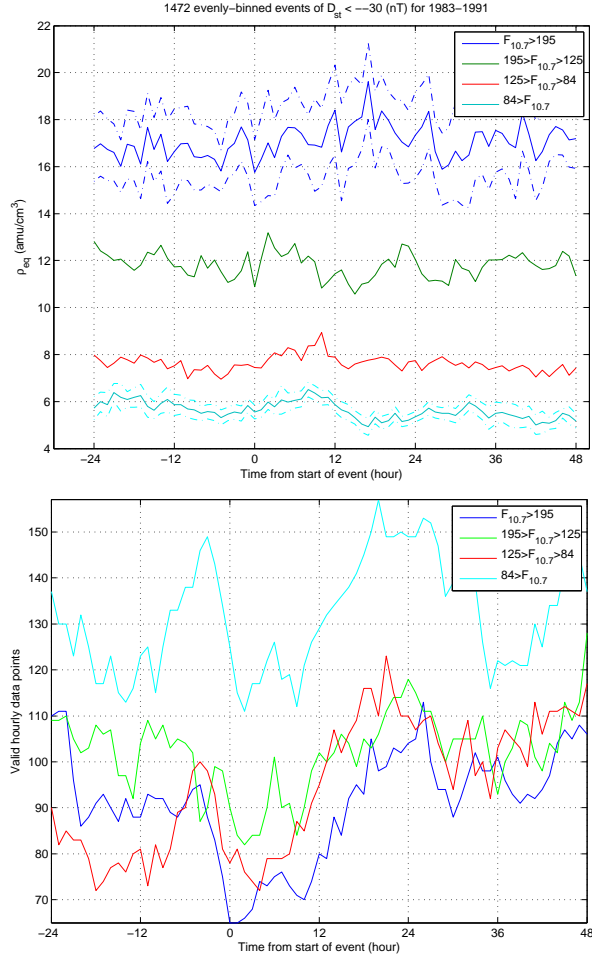 1472 evenly-binned events of D_st < --30 (nT) for 1983-1991
F_10.7>195
195>F_10.7>125
125>F_10.7>84
84>F_10.7
ρ_eq (amu/cm³)
22
20
18
16
14
12
10
8
6
4
−24 −12 0 12 24 36 48
Time from start of event (hour)
F_10.7>195
195>F_10.7>125
125>F_10.7>84
84>F_10.7
Valid hourly data points
150
140
130
120
110
100
90
80
70
−24 −12 0 12 24 36 48
Time from start of event (hour)